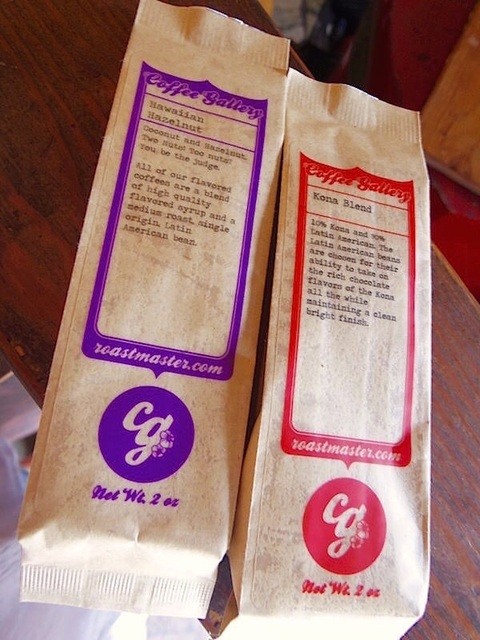 Coffee Gallery
Hawaiian
Hazelnut
Coconut and Hazelnut.
Two Nuts! Too nuts?
You be the judge.
All of our flavored
coffees are a blend
of high quality
flavored syrup and a
medium roast, single
origin, Latin
American bean.
roastmaster.com
cg
Net Wt. 2 oz
Coffee Gallery
Kona Blend
10% Kona and 90%
Latin American. The
Latin American beans
are chosen for their
ability to take on
the rich chocolate
flavors of the Kona
all the while
maintaining a clean
bright finish.
roastmaster.com
cg
Net Wt. 2 oz